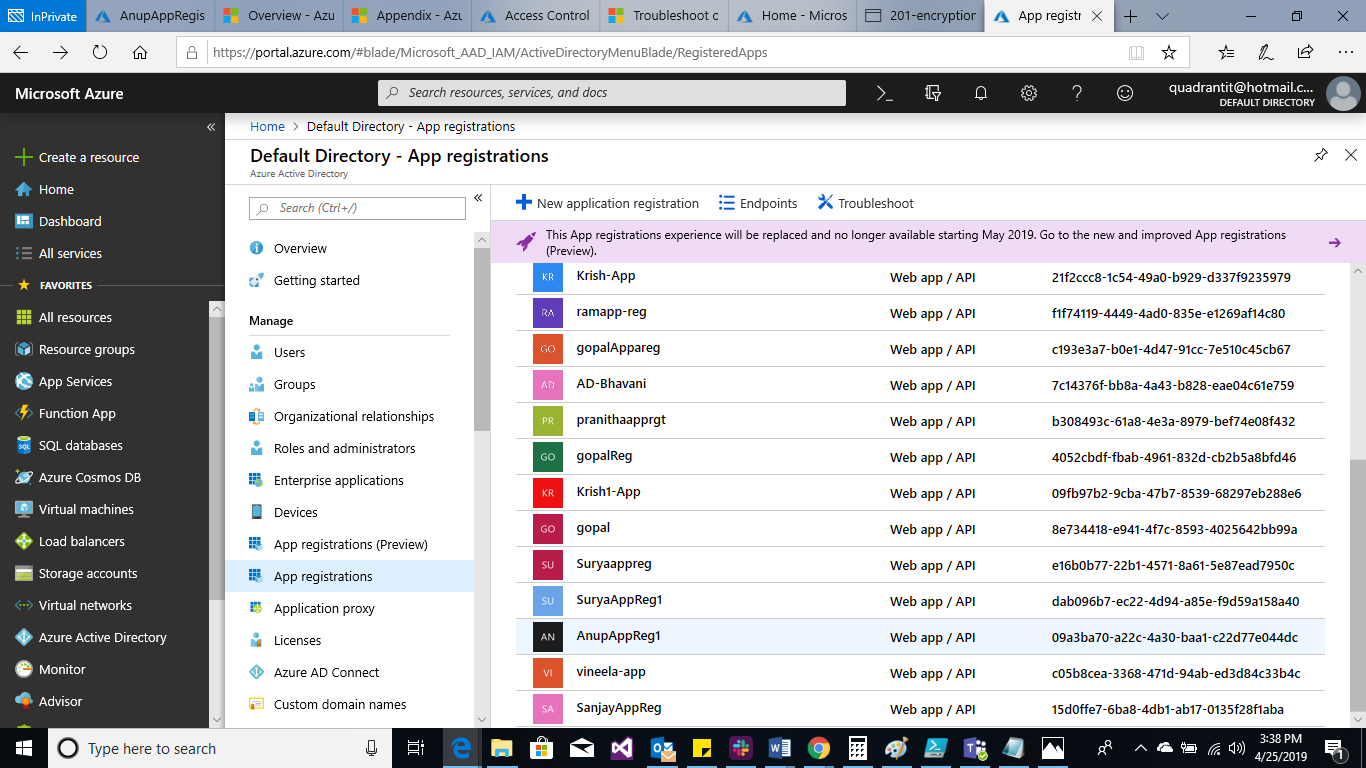 InPrivate
AnupAppRegis
Overview - Azu
Appendix - Azu
Access Control
Troubleshoot c
Home - Micros
201-encryption
App registr
https://portal.azure.com/#blade/Microsoft_AAD_IAM/ActiveDirectoryMenuBlade/RegisteredApps
Microsoft Azure
Search resources, services, and docs
quadrantit@hotmail.c...
DEFAULT DIRECTORY
Create a resource
Home
Dashboard
All services
FAVORITES
All resources
Resource groups
App Services
Function App
SQL databases
Azure Cosmos DB
Virtual machines
Load balancers
Storage accounts
Virtual networks
Azure Active Directory
Monitor
Advisor
Home > Default Directory - App registrations
Default Directory - App registrations
Azure Active Directory
Search (Ctrl+/)
Overview
Getting started
Manage
Users
Groups
Organizational relationships
Roles and administrators
Enterprise applications
Devices
App registrations (Preview)
App registrations
Application proxy
Licenses
Azure AD Connect
Custom domain names
New application registration
Endpoints
Troubleshoot
This App registrations experience will be replaced and no longer available starting May 2019. Go to the new and improved App registrations
(Preview).
KR Krish-App Web app / API 21f2ccc8-1c54-49a0-b929-d337f9235979
RA ramapp-reg Web app / API f1f74119-4449-4ad0-835e-e1269af14c80
GO gopalAppareg Web app / API c193e3a7-b0e1-4d47-91cc-7e510c45cb67
AD AD-Bhavani Web app / API 7c14376f-bb8a-4a43-b828-eae04c61e759
PR pranithaapprgt Web app / API b308493c-61a8-4e3a-8979-bef74e08f432
GO gopalReg Web app / API 4052cbdf-fbab-4961-832d-cb2b5a8bfd46
KR Krish1-App Web app / API 09fb97b2-9cba-47b7-8539-68297eb288e6
GO gopal Web app / API 8e734418-e941-4f7c-8593-4025642bb99a
SU Suryaappreg Web app / API e16b0b77-22b1-4571-8a61-5e87ead7950c
SU SuryaAppReg1 Web app / API dab096b7-ec22-4d94-a85e-f9d59a158a40
AN AnupAppReg1 Web app / API 09a3ba70-a22c-4a30-baa1-c22d77e044dc
VI vineela-app Web app / API c05b8cea-3368-471d-94ab-ed3d84c33b4c
SA SanjayAppReg Web app / API 15d0ffe7-6ba8-4db1-ab17-0135f28f1aba
Type here to search
3:38 PM
4/25/2019
1